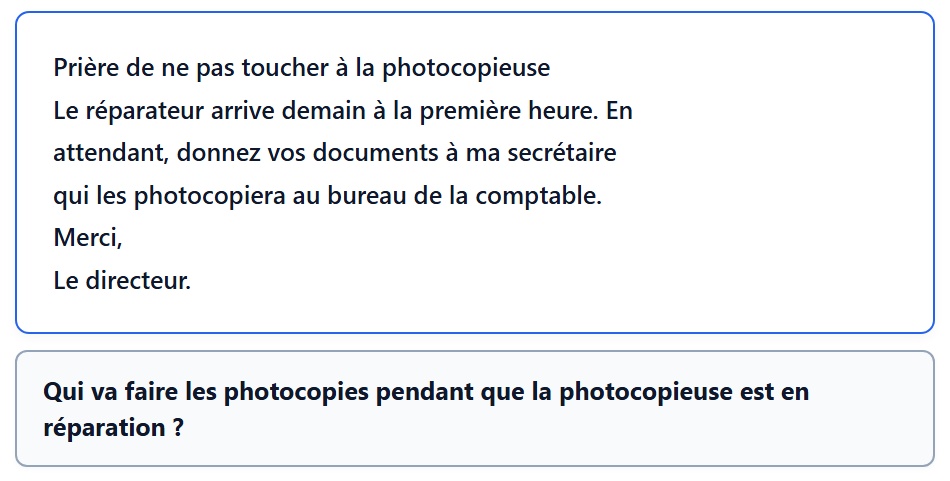 Prière de ne pas toucher à la photocopieuse
Le réparateur arrive demain à la première heure. En
attendant, donnez vos documents à ma secrétaire
qui les photocopiera au bureau de la comptable.
Merci,
Le directeur.
Qui va faire les photocopies pendant que la photocopieuse est en
réparation ?